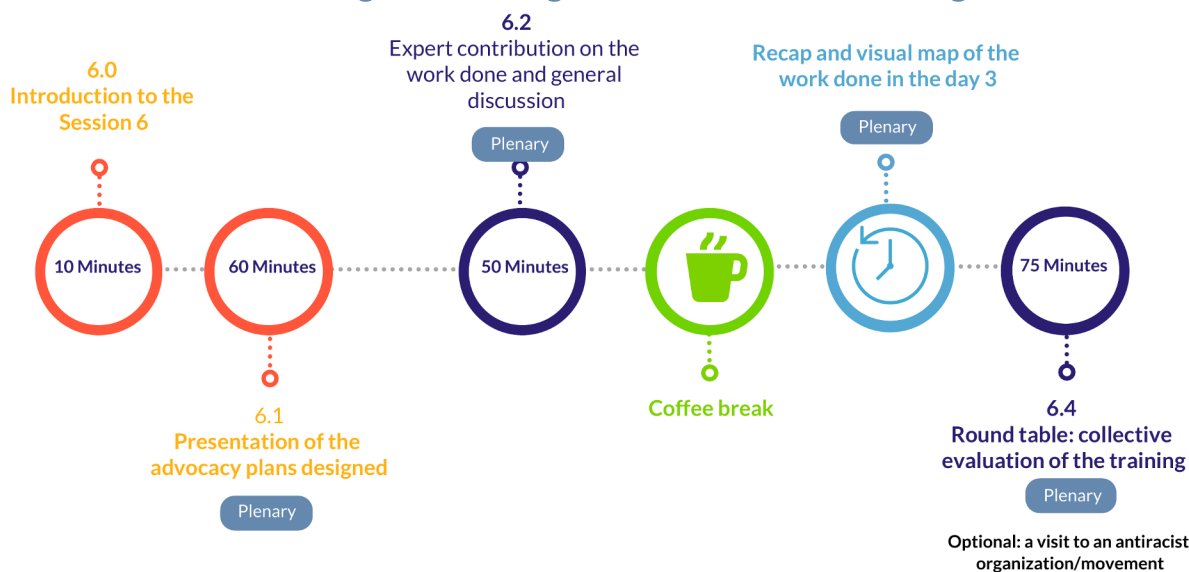 6.0
Introduction to the
Session 6
10 Minutes
60 Minutes
6.1
Presentation of the
advocacy plans designed
Plenary
6.2
Expert contribution on the
work done and general
discussion
Plenary
50 Minutes
Coffee break
Recap and visual map of the
work done in the day 3
Plenary
75 Minutes
6.4
Round table: collective
evaluation of the training
Plenary
Optional: a visit to an antiracist
organization/movement